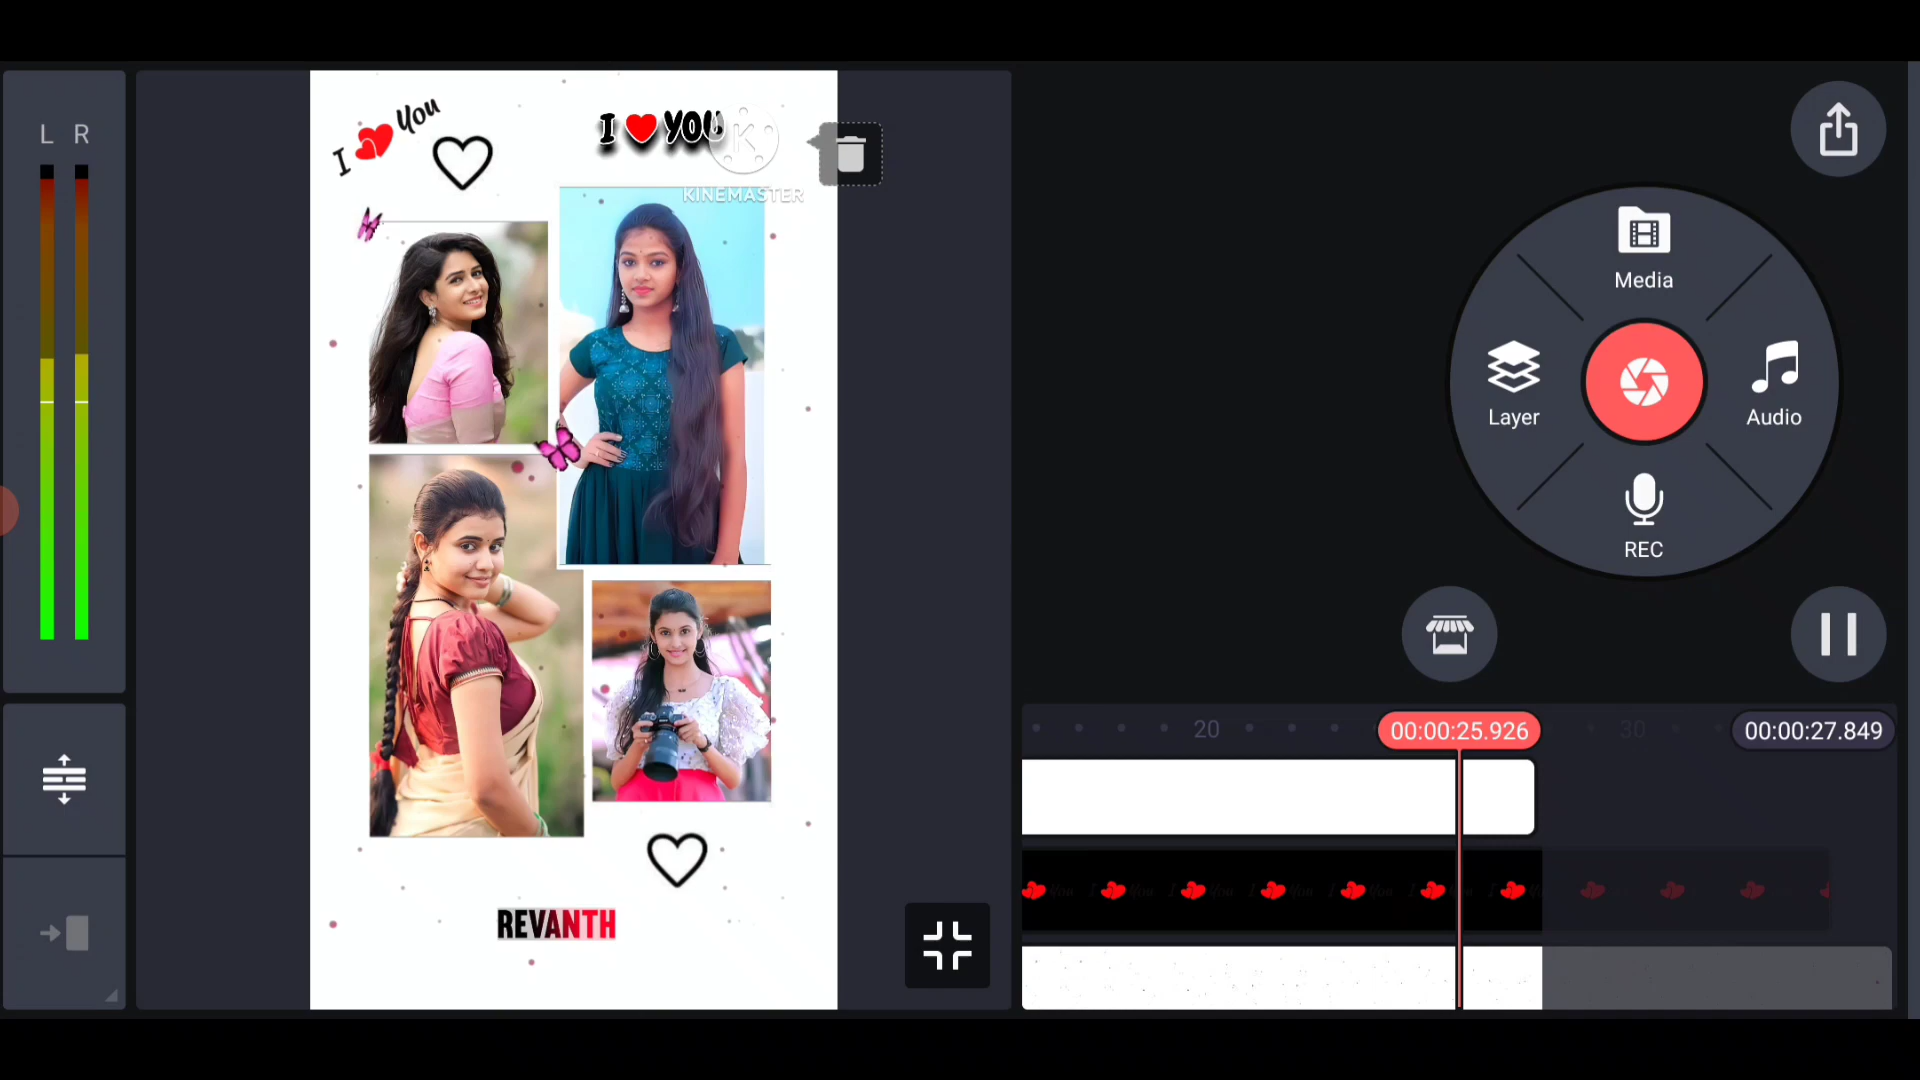 L R
I You
I YOU
KINEMASTER
REVANTH
Media
Layer
Audio
REC
20
00:00:25.926
30
00:00:27.849